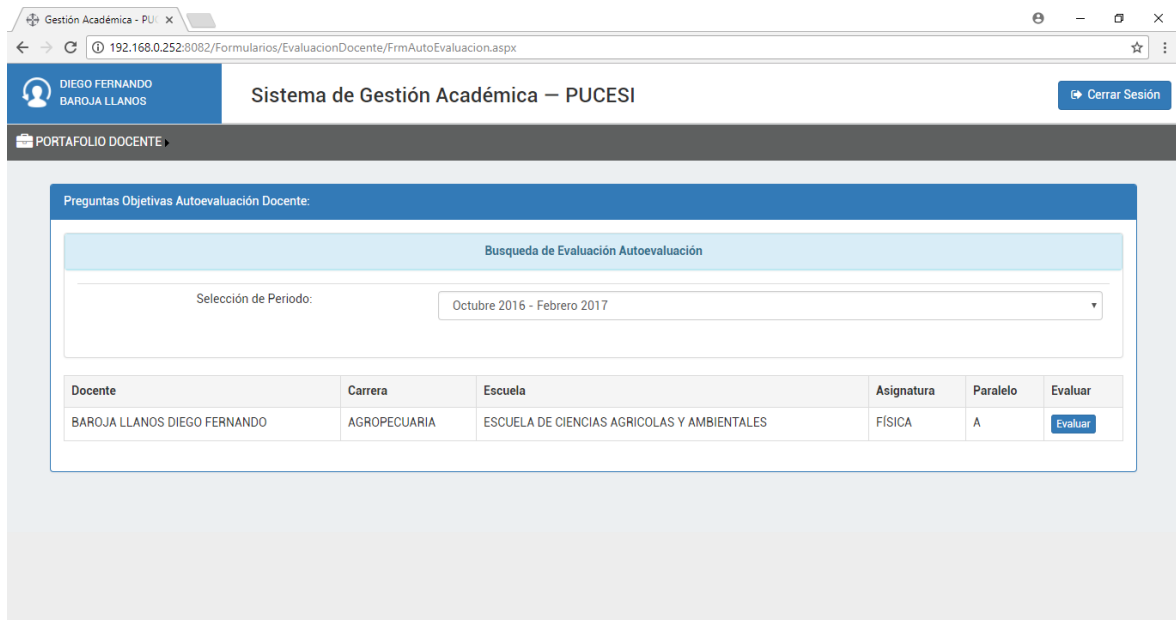 Gestión Académica - PU
192.168.0.252:8082/Formularios/EvaluacionDocente/FrmAutoEvaluacion.aspx
DIEGO FERNANDO
BAROJA LLANOS
Sistema de Gestión Académica — PUCESI
Cerrar Sesión
PORTAFOLIO DOCENTE
Preguntas Objetivas Autoevaluación Docente:
Busqueda de Evaluación Autoevaluación
Selección de Periodo:
Octubre 2016 - Febrero 2017
Docente Carrera Escuela Asignatura Paralelo Evaluar
BAROJA LLANOS DIEGO FERNANDO AGROPECUARIA ESCUELA DE CIENCIAS AGRICOLAS Y AMBIENTALES FÍSICA A Evaluar